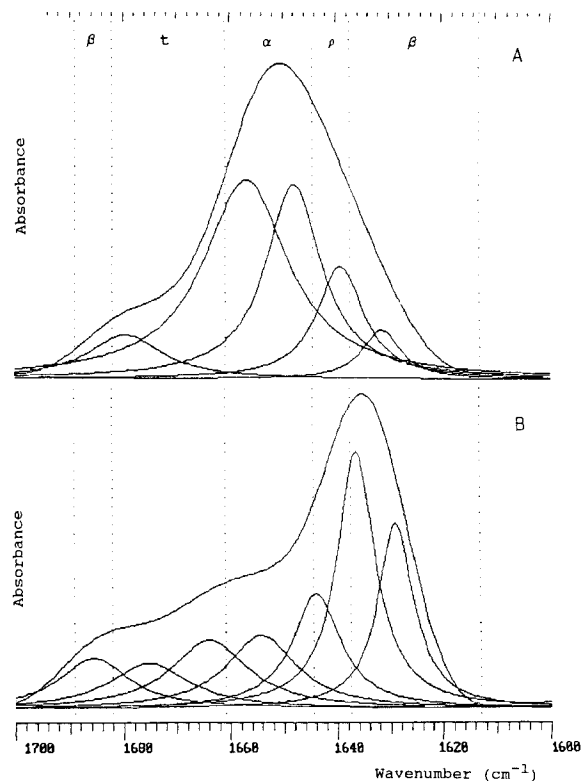 β t α ρ β
A
Absorbance
B
Absorbance
1700 1680 1660 1640 1620 1600
Wavenumber (cm⁻¹)